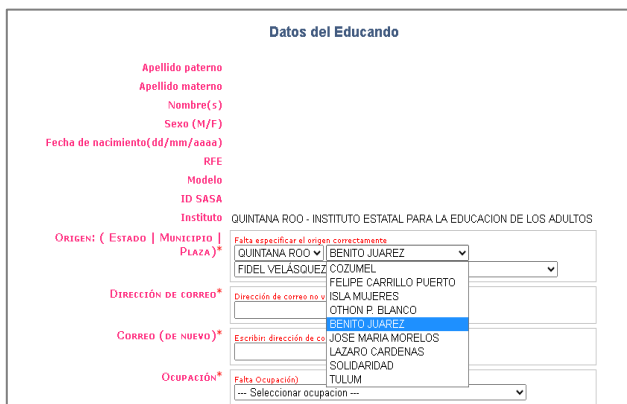 Datos del Educando
Apellido paterno
Apellido materno
Nombre(s)
Sexo (M/F)
Fecha de nacimiento(dd/mm/aaaa)
RFE
Modelo
ID SASA
Instituto QUINTANA ROO - INSTITUTO ESTATAL PARA LA EDUCACION DE LOS ADULTOS
ORIGEN: ( ESTADO | MUNICIPIO | PLAZA)*
Falta especificar el origen correctamente
QUINTANA ROO BENITO JUAREZ
FIDEL VELÁSQUEZ
COZUMEL
FELIPE CARRILLO PUERTO
ISLA MUJERES
OTHON P. BLANCO
BENITO JUAREZ
JOSE MARIA MORELOS
LAZARO CARDENAS
SOLIDARIDAD
TULUM
DIRECCIÓN DE CORREO*
Dirección de correo no v
CORREO (DE NUEVO)*
Escribir dirección de co
OCUPACIÓN*
Falta Ocupación)
--- Seleccionar ocupacion ---